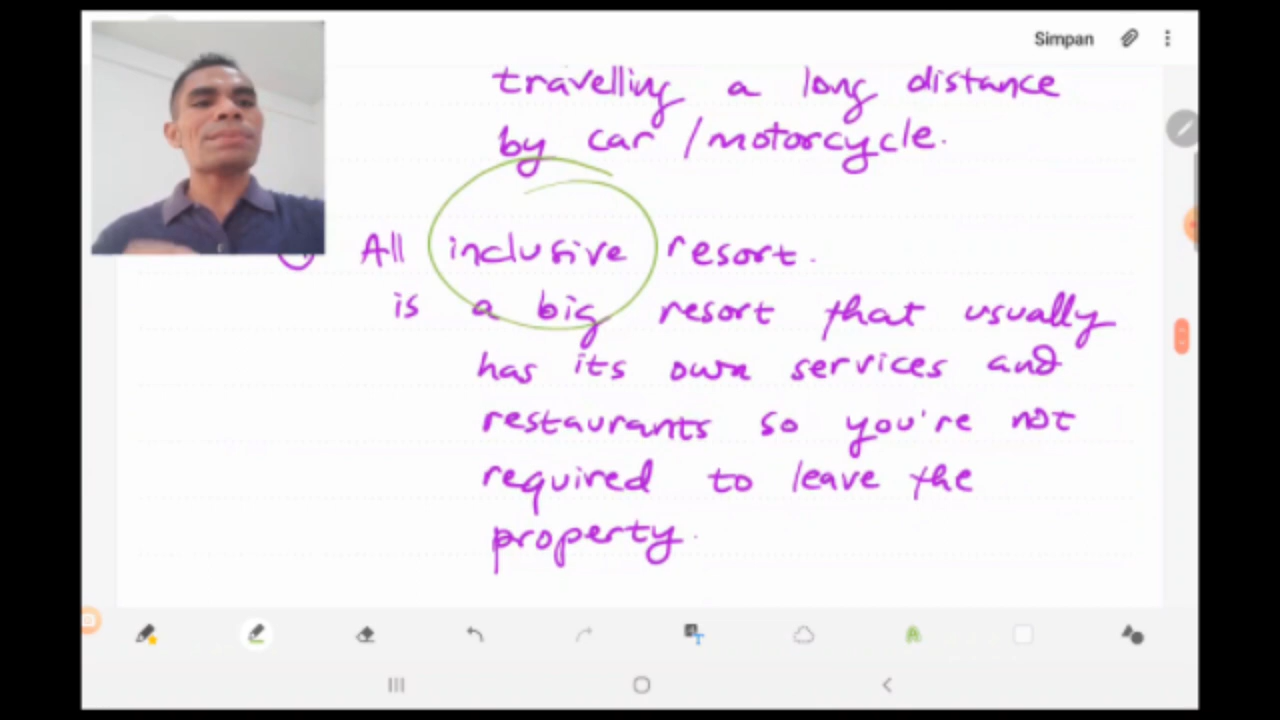 Simpan
travelling a long distance
by car / motorcycle.
All inclusive resort.
is a big resort that usually
has its own services and
restaurants so you're not
required to leave the
property.